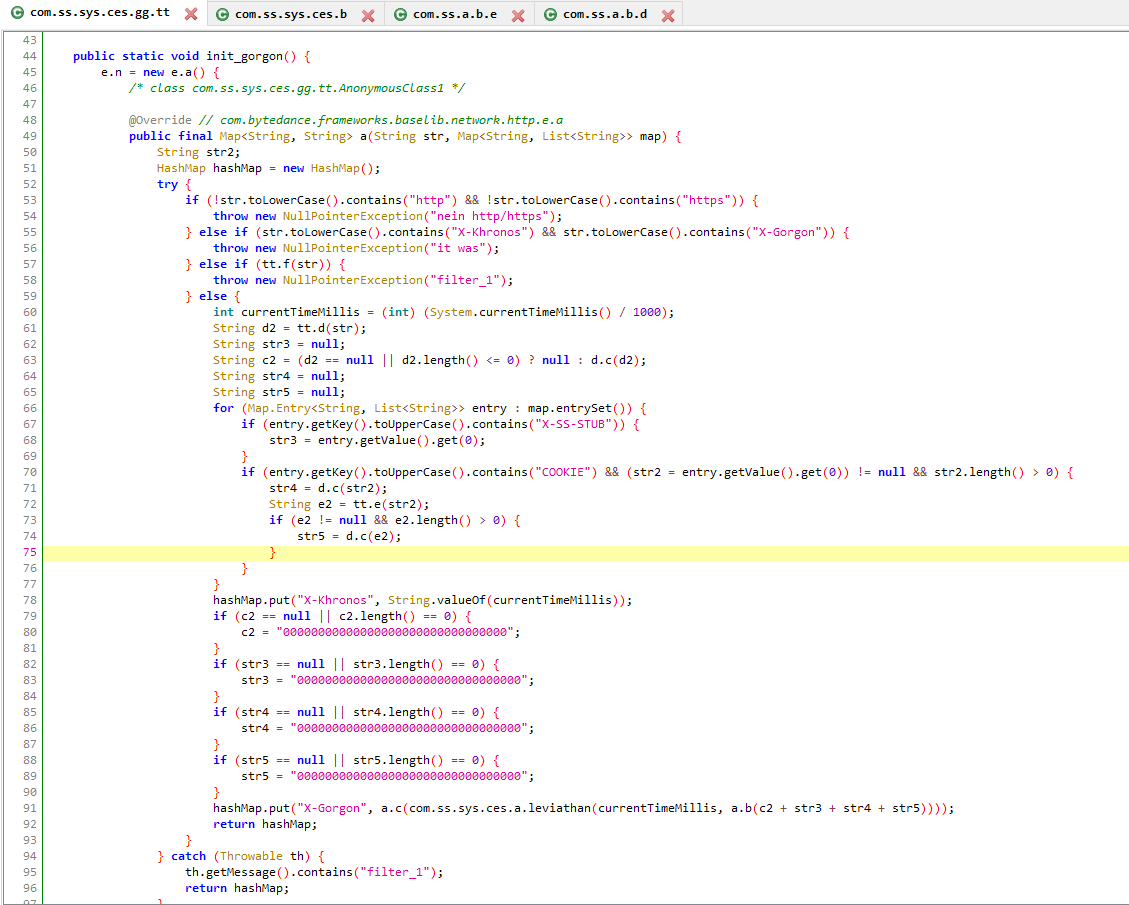 com.ss.sys.ces.gg.tt com.ss.sys.ces.b com.ss.a.b.e com.ss.a.b.d
43
44 public static void init_gorgon() {
45 e.n = new e.a() {
46 /* class com.ss.sys.ces.gg.tt.AnonymousClass1 */
47
48 @Override // com.bytedance.frameworks.baselib.network.http.e.a
49 public final Map<String, String> a(String str, Map<String, List<String>> map) {
50 String str2;
51 HashMap hashMap = new HashMap();
52 try {
53 if (!str.toLowerCase().contains("http") && !str.toLowerCase().contains("https")) {
54 throw new NullPointerException("nein http/https");
55 } else if (str.toLowerCase().contains("X-Khronos") && str.toLowerCase().contains("X-Gorgon")) {
56 throw new NullPointerException("it was");
57 } else if (tt.f(str)) {
58 throw new NullPointerException("filter_1");
59 } else {
60 int currentTimeMillis = (int) (System.currentTimeMillis() / 1000);
61 String d2 = tt.d(str);
62 String str3 = null;
63 String c2 = (d2 == null || d2.length() <= 0) ? null : d.c(d2);
64 String str4 = null;
65 String str5 = null;
66 for (Map.Entry<String, List<String>> entry : map.entrySet()) {
67 if (entry.getKey().toUpperCase().contains("X-SS-STUB")) {
68 str3 = entry.getValue().get(0);
69 }
70 if (entry.getKey().toUpperCase().contains("COOKIE") && (str2 = entry.getValue().get(0)) != null && str2.length() > 0) {
71 str4 = d.c(str2);
72 String e2 = tt.e(str2);
73 if (e2 != null && e2.length() > 0) {
74 str5 = d.c(e2);
75 }
76 }
77 }
78 hashMap.put("X-Khronos", String.valueOf(currentTimeMillis));
79 if (c2 == null || c2.length() == 0) {
80 c2 = "00000000000000000000000000000000";
81 }
82 if (str3 == null || str3.length() == 0) {
83 str3 = "00000000000000000000000000000000";
84 }
85 if (str4 == null || str4.length() == 0) {
86 str4 = "00000000000000000000000000000000";
87 }
88 if (str5 == null || str5.length() == 0) {
89 str5 = "00000000000000000000000000000000";
90 }
91 hashMap.put("X-Gorgon", a.c(com.ss.sys.ces.a.leviathan(currentTimeMillis, a.b(c2 + str3 + str4 + str5))));
92 return hashMap;
93 }
94 } catch (Throwable th) {
95 th.getMessage().contains("filter_1");
96 return hashMap;
97 }